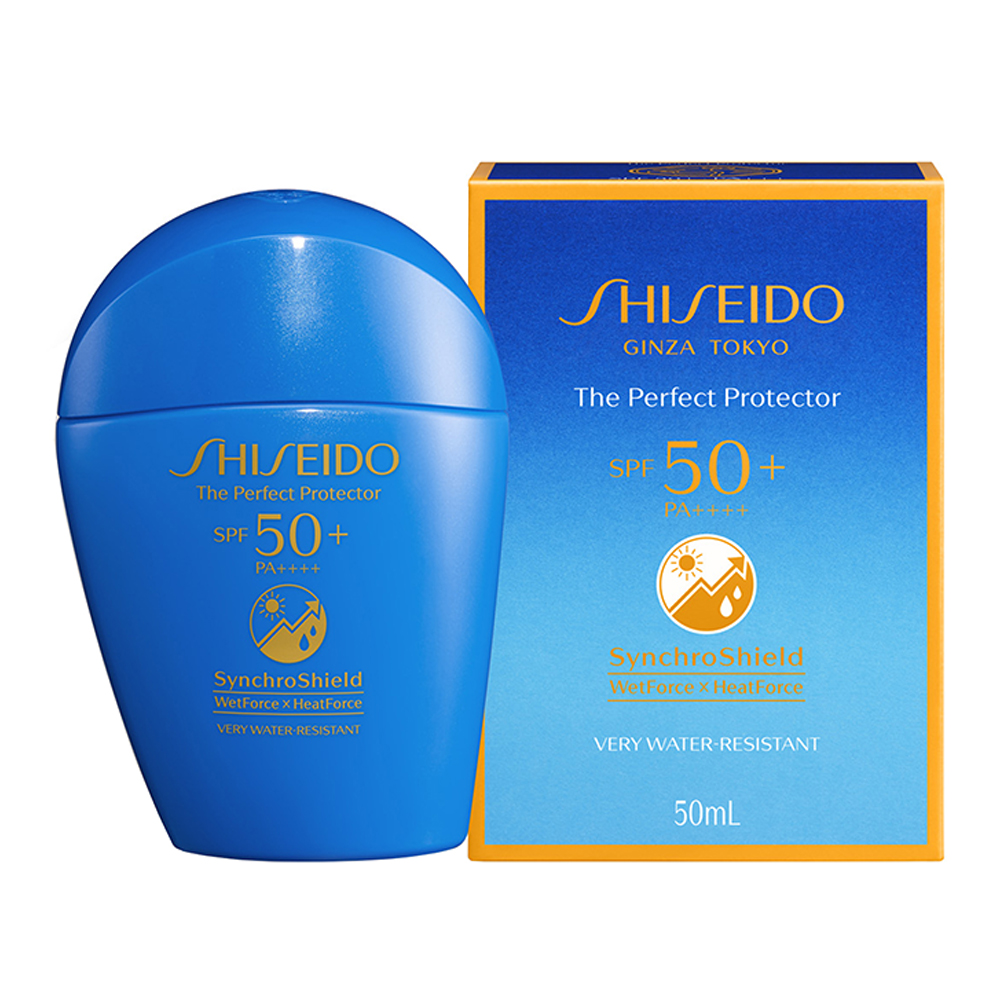 SHISEIDO
The Perfect Protector
SPF 50+
PA++++
SynchroShield
WetForce × HeatForce
VERY WATER-RESISTANT
SHISEIDO
GINZA TOKYO
The Perfect Protector
SPF 50+
PA++++
SynchroShield
WetForce × HeatForce
VERY WATER-RESISTANT
50mL